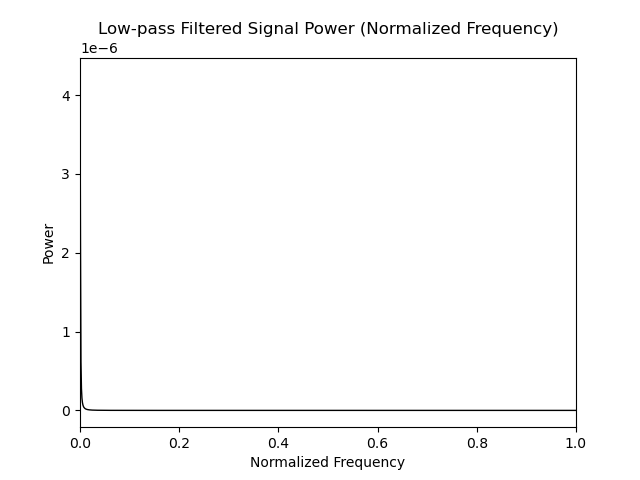 Low-pass Filtered Signal Power (Normalized Frequency)
1e−6
4
3
2
1
0
Power
0.0 0.2 0.4 0.6 0.8 1.0
Normalized Frequency